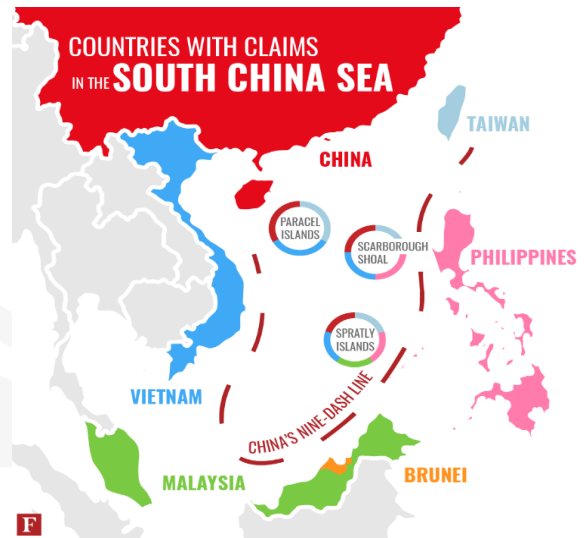 COUNTRIES WITH CLAIMS
IN THE SOUTH CHINA SEA
TAIWAN
CHINA
PARACEL
ISLANDS
SCARBOROUGH
SHOAL
PHILIPPINES
SPRATLY
ISLANDS
VIETNAM
CHINA'S NINE-DASH LINE
MALAYSIA
BRUNEI
F